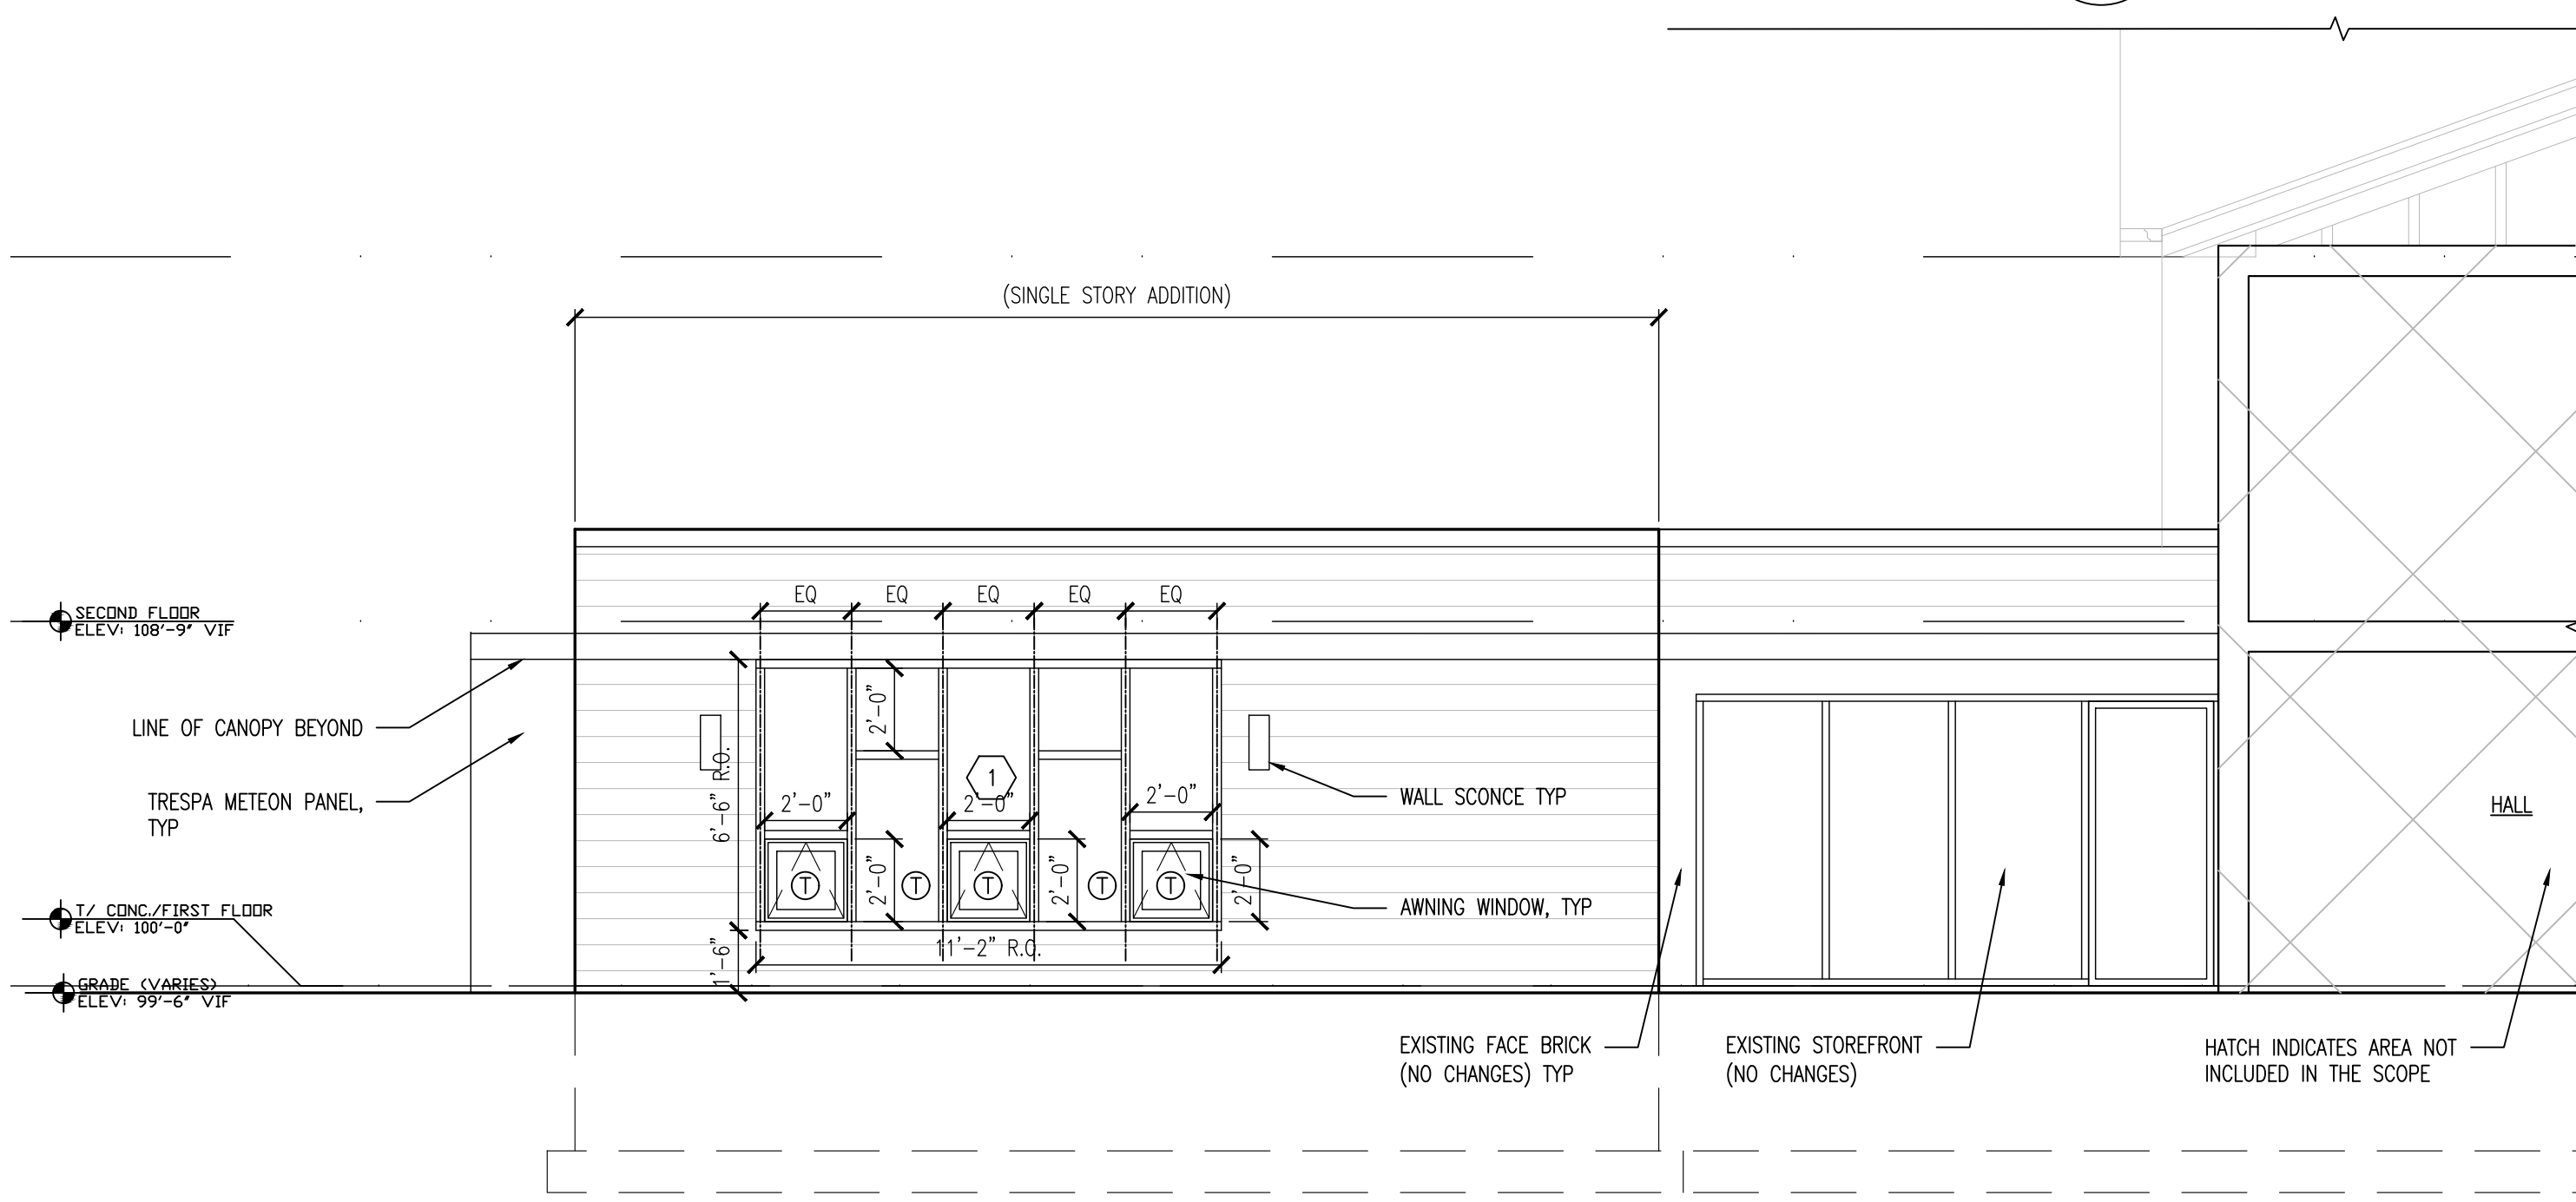 (SINGLE STORY ADDITION)
EQ EQ EQ EQ EQ
SECOND FLOOR
ELEV: 108'-9" VIF
2'-0"
LINE OF CANOPY BEYOND
6'-6" R.O.
1
WALL SCONCE TYP
TRESPA METEON PANEL,
TYP
2'-0" 2'-0" 2'-0"
HALL
T T T T T
2'-0" 2'-0" 2'-0"
AWNING WINDOW, TYP
T/ CONC./FIRST FLOOR
ELEV: 100'-0"
11'-2" R.O.
1'-6"
GRADE (VARIES)
ELEV: 99'-6" VIF
EXISTING FACE BRICK
(NO CHANGES) TYP
EXISTING STOREFRONT
(NO CHANGES)
HATCH INDICATES AREA NOT
INCLUDED IN THE SCOPE